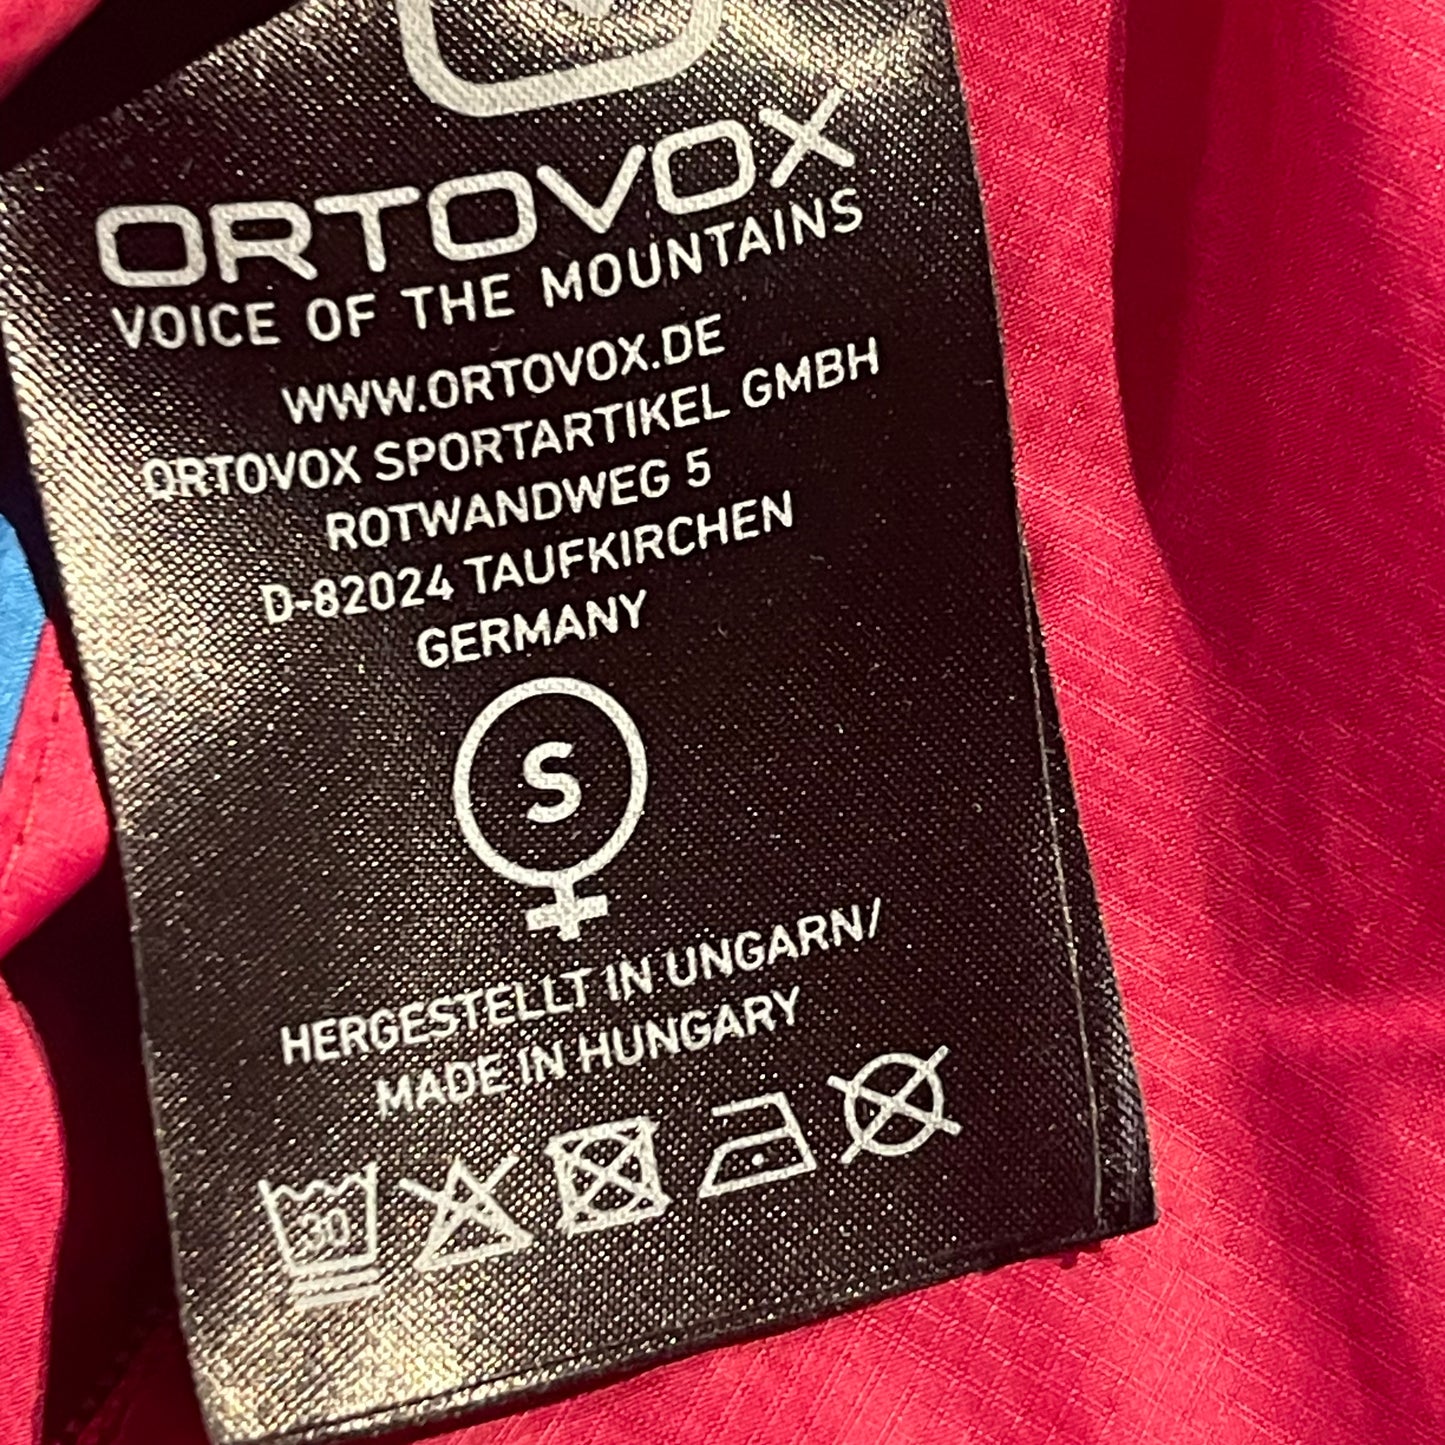 ORTOVOX
VOICE OF THE MOUNTAINS
WWW.ORTOVOX.DE
ORTOVOX SPORTARTIKEL GMBH
ROTWANDWEG 5
D-82024 TAUFKIRCHEN
GERMANY
S
HERGESTELLT IN UNGARN/
MADE IN HUNGARY
30